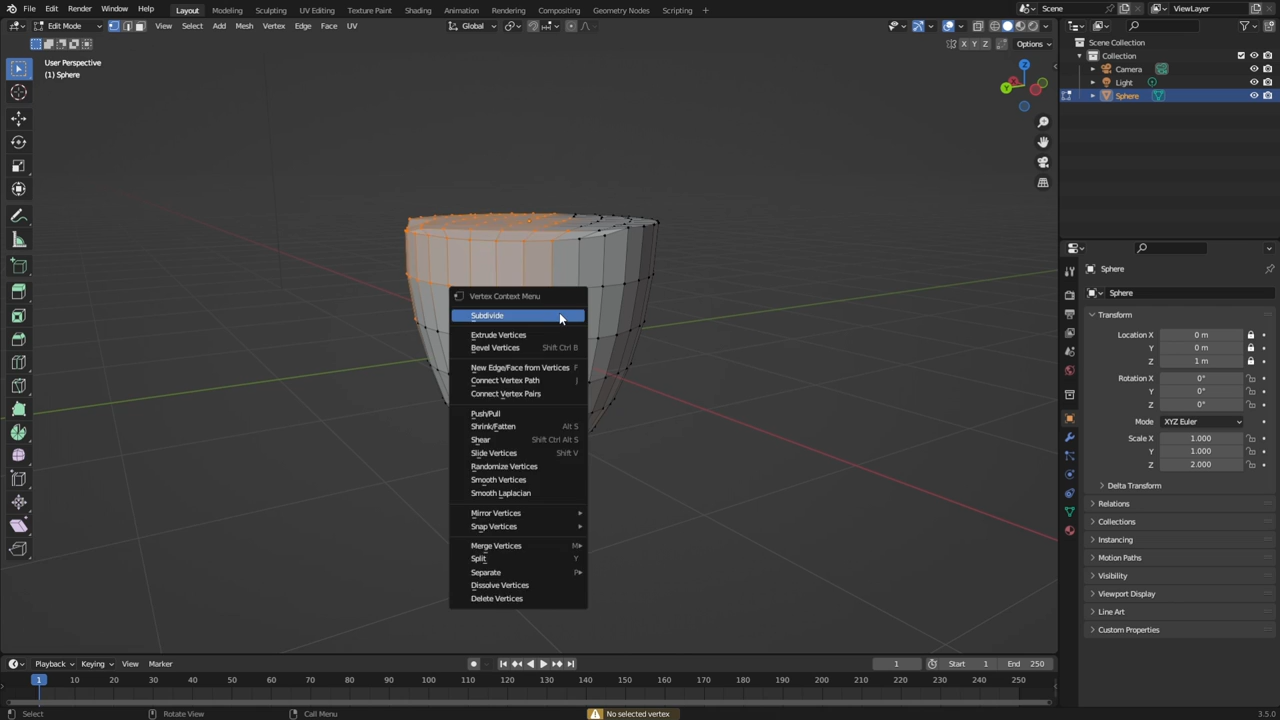 File Edit Render Window Help Layout Modeling Sculpting UV Editing Texture Paint Shading Animation Rendering Compositing Geometry Nodes Scripting + Scene ViewLayer
Edit Mode View Select Add Mesh Vertex Edge Face UV Global
X Y Z Options
User Perspective
(1) Sphere
Z
Y
Scene Collection
Collection
Camera
Light
Sphere
Vertex Context Menu
Subdivide
Extrude Vertices
Bevel Vertices Shift Ctrl B
New Edge/Face from Vertices F
Connect Vertex Path J
Connect Vertex Pairs
Push/Pull
Shrink/Fatten Alt S
Shear Shift Ctrl Alt S
Slide Vertices Shift V
Randomize Vertices
Smooth Vertices
Smooth Laplacian
Mirror Vertices
Snap Vertices
Merge Vertices M
Split Y
Separate P
Dissolve Vertices
Delete Vertices
Sphere
Sphere
Transform
Location X 0 m
Y 0 m
Z 1 m
Rotation X 0°
Y 0°
Z 0°
Mode XYZ Euler
Scale X 1.000
Y 1.000
Z 2.000
Delta Transform
Relations
Collections
Instancing
Motion Paths
Visibility
Viewport Display
Line Art
Custom Properties
Playback Keying View Marker 1 Start 1 End 250
1 10 20 30 40 50 60 70 80 90 100 110 120 130 140 150 160 170 180 190 200 210 220 230 240 250
Select Rotate View Call Menu No selected vertex 3.5.0